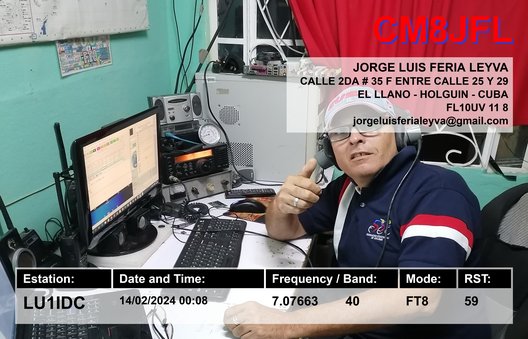 CM8JFL
JORGE LUIS FERIA LEYVA
CALLE 2DA # 35 F ENTRE CALLE 25 Y 29
EL LLANO - HOLGUIN - CUBA
FL10UV 11 8
jorgeluisferialeyva@gmail.com
Estación: Date and Time: Frequency / Band: Mode: RST:
LU1IDC 14/02/2024 00:08 7.07663 40 FT8 59